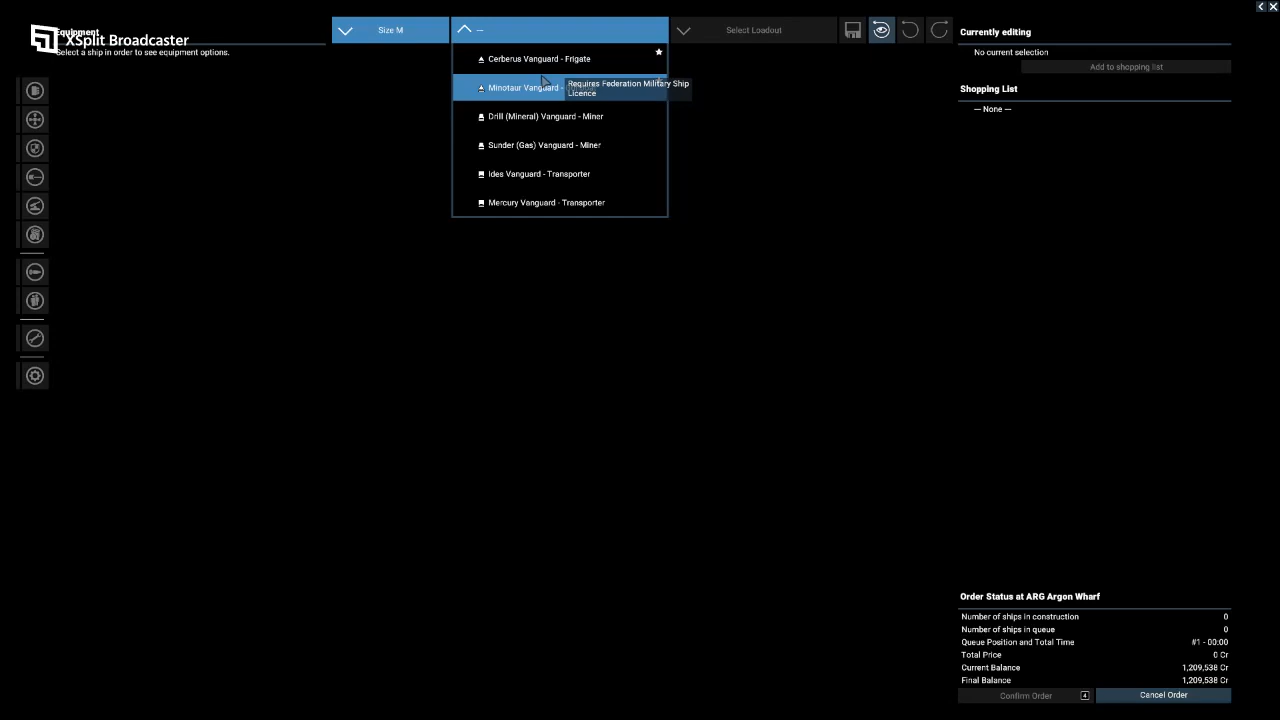 Equipment
XSplit Broadcaster
Select a ship in order to see equipment options.
Size M
—
Select Loadout
Cerberus Vanguard - Frigate
Minotaur Vanguard -
Requires Federation Military Ship
Licence
Drill (Mineral) Vanguard - Miner
Sunder (Gas) Vanguard - Miner
Ides Vanguard - Transporter
Mercury Vanguard - Transporter
Currently editing
No current selection
Add to shopping list
Shopping List
— None —
Order Status at ARG Argon Wharf
Number of ships in construction 0
Number of ships in queue 0
Queue Position and Total Time #1 - 00:00
Total Price 0 Cr
Current Balance 1,209,538 Cr
Final Balance 1,209,538 Cr
Confirm Order 4
Cancel Order